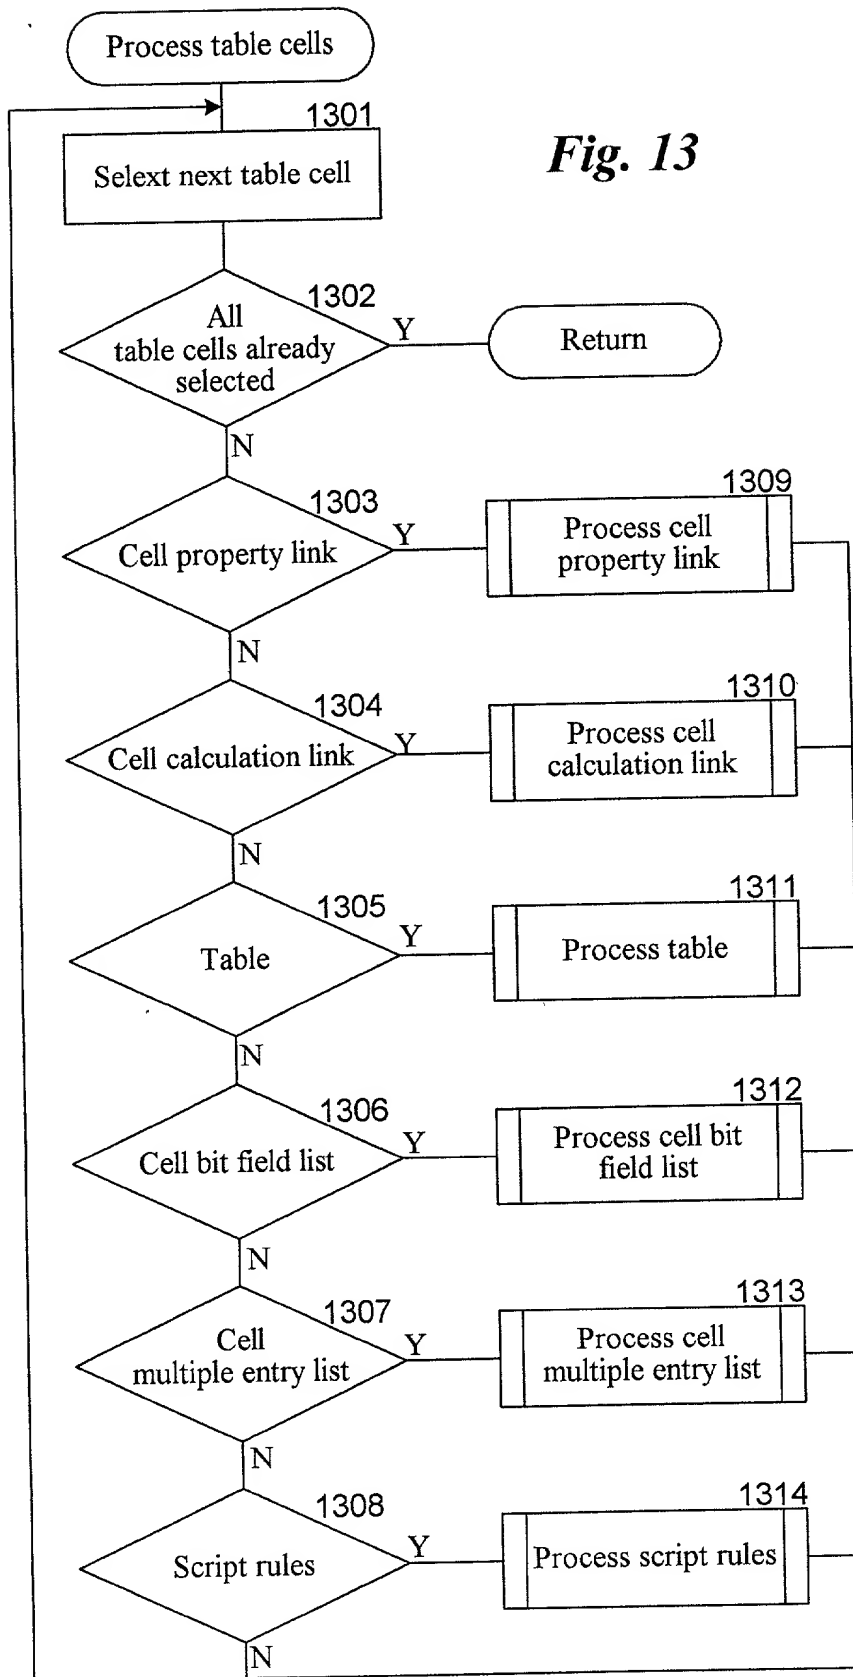 Process table cells
1301
Fig. 13
Selext next table cell
1302
All
table cells already
selected
Y
Return
N
1303
Cell property link
Y
1309
Process cell
property link
N
1304
Cell calculation link
Y
1310
Process cell
calculation link
N
1305
Table
Y
1311
Process table
N
1306
Cell bit field list
Y
1312
Process cell bit
field list
N
1307
Cell
multiple entry list
Y
1313
Process cell
multiple entry list
N
1308
Script rules
Y
1314
Process script rules
N